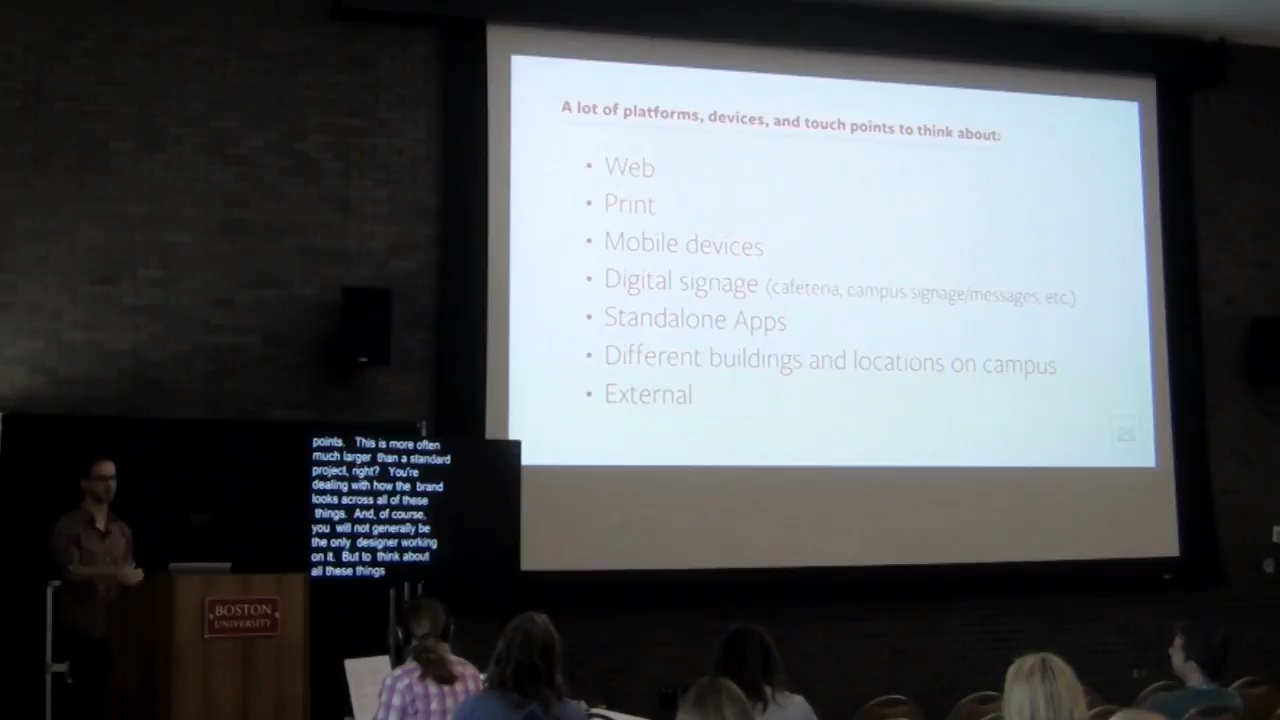 A lot of platforms, devices, and touch points to think about:
• Web
• Print
• Mobile devices
• Digital signage (cafeteria, campus signage/messages, etc.)
• Standalone Apps
• Different buildings and locations on campus
• External
points. This is more often
much larger than a standard
project, right? You're
dealing with how the brand
looks across all of these
things. And, of course,
you will not generally be
the only designer working
on it. But to think about
all these things
BOSTON
UNIVERSITY